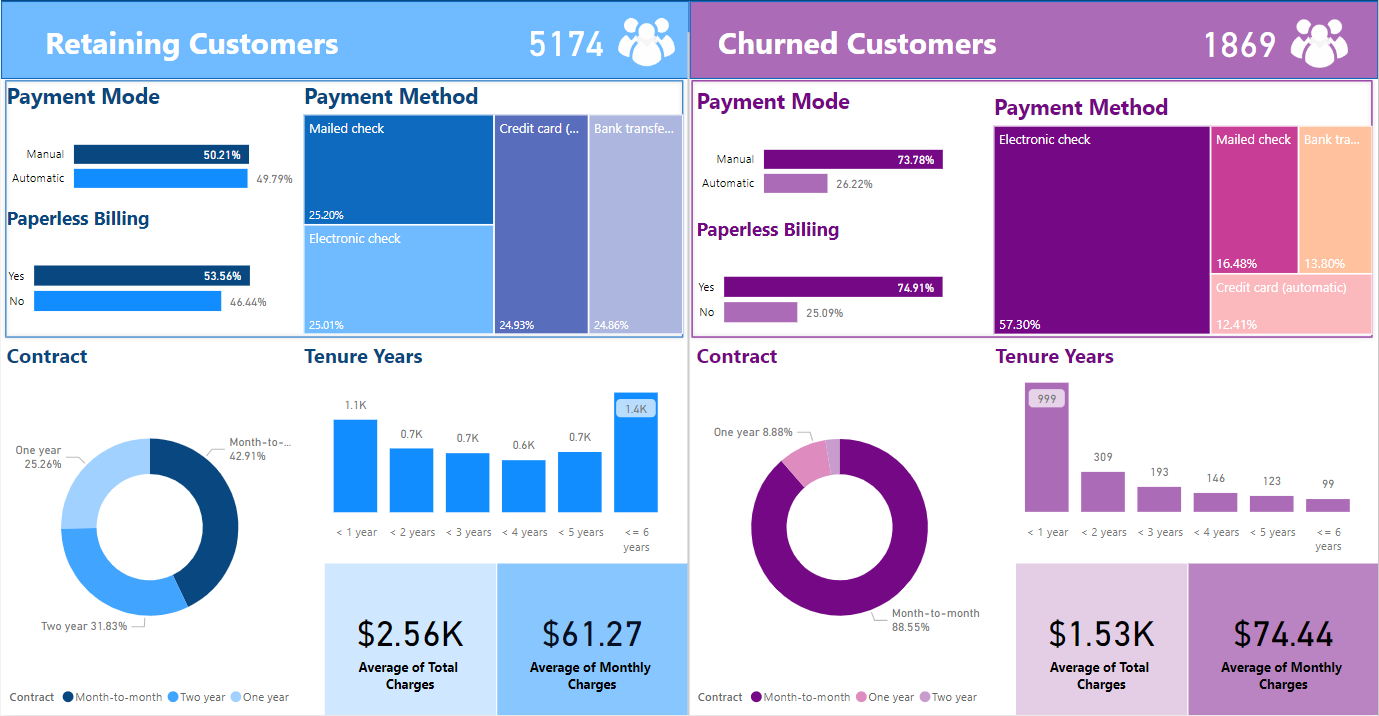 Retaining Customers
5174
Payment Mode
Manual
50.21%
Automatic
49.79%
Paperless Billing
Yes
53.56%
No
46.44%
Payment Method
Mailed check
25.20%
Electronic check
25.01%
Credit card (...
24.93%
Bank transfe...
24.86%
Contract
Month-to-...
42.91%
One year
25.26%
Two year 31.83%
Contract Month-to-month Two year One year
Tenure Years
1.1K
0.7K
0.7K
0.6K
0.7K
1.4K
< 1 year
< 2 years
< 3 years
< 4 years
< 5 years
<= 6
years
$2.56K
Average of Total
Charges
$61.27
Average of Monthly
Charges
Churned Customers
1869
Payment Mode
Manual
73.78%
Automatic
26.22%
Paperless Biliing
Yes
74.91%
No
25.09%
Payment Method
Electronic check
57.30%
Mailed check
16.48%
Bank tra...
13.80%
Credit card (automatic)
12.41%
Contract
One year 8.88%
Month-to-month
88.55%
Contract Month-to-month One year Two year
Tenure Years
999
309
193
146
123
99
< 1 year
< 2 years
< 3 years
< 4 years
< 5 years
<= 6
years
$1.53K
Average of Total
Charges
$74.44
Average of Monthly
Charges